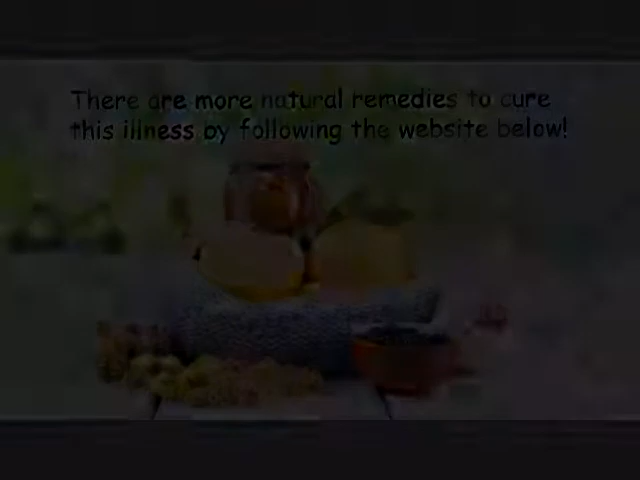 There are more natural remedies to cure
this illness by following the website below!